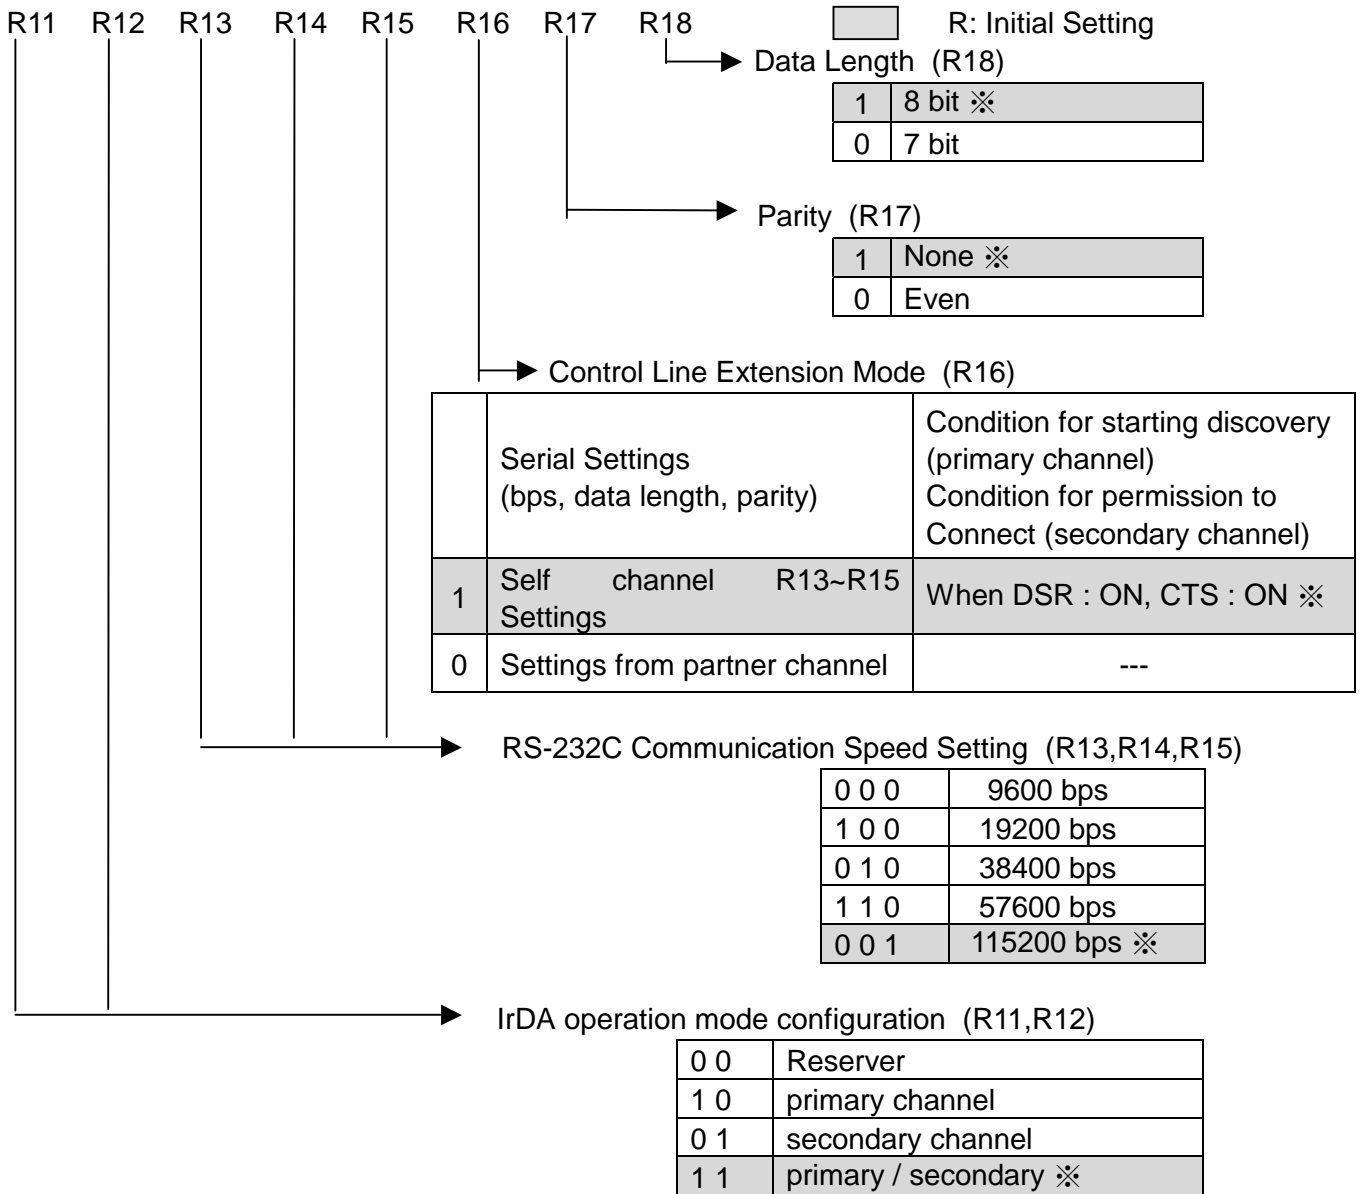 R11 R12 R13 R14 R15 R16 R17 R18 R: Initial Setting
Data Length (R18)
1 8 bit ※
0 7 bit
Parity (R17)
1 None ※
0 Even
Control Line Extension Mode (R16)
Serial Settings
(bps, data length, parity)
Condition for starting discovery
(primary channel)
Condition for permission to
Connect (secondary channel)
1 Self channel R13~R15
Settings
When DSR : ON, CTS : ON ※
0 Settings from partner channel ---
RS-232C Communication Speed Setting (R13,R14,R15)
0 0 0 9600 bps
1 0 0 19200 bps
0 1 0 38400 bps
1 1 0 57600 bps
0 0 1 115200 bps ※
IrDA operation mode configuration (R11,R12)
0 0 Reserver
1 0 primary channel
0 1 secondary channel
1 1 primary / secondary ※